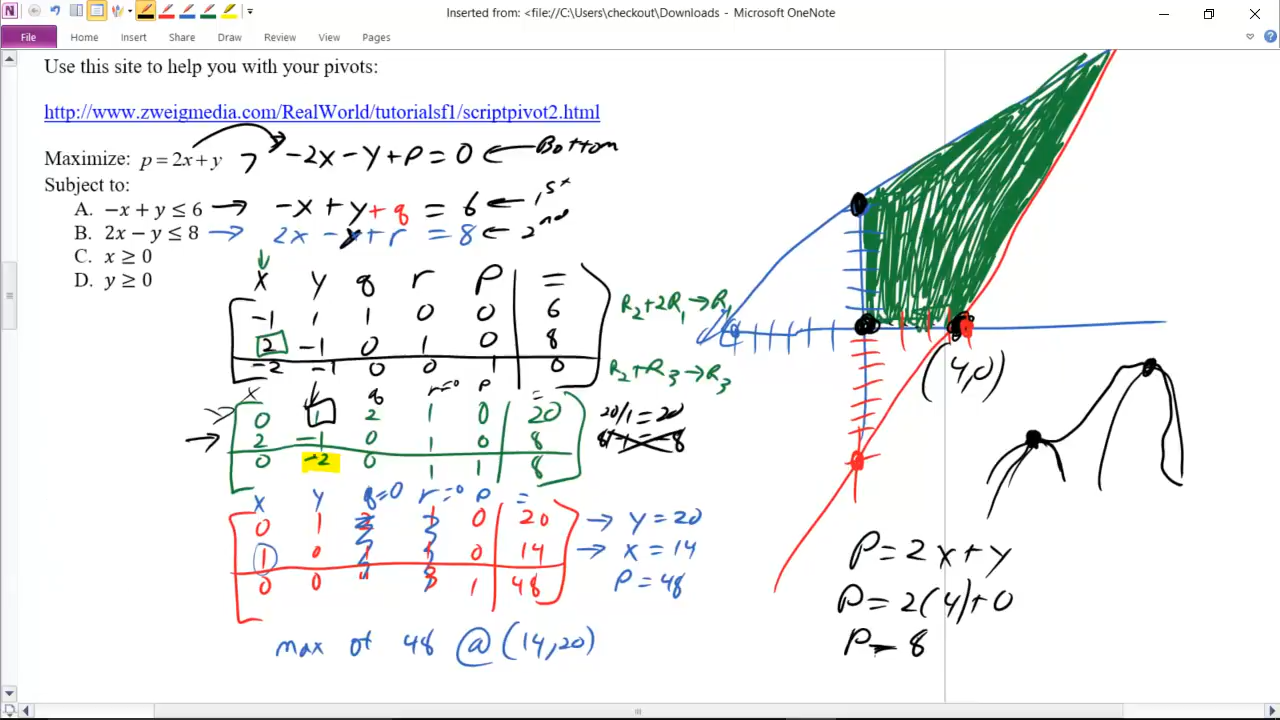 Inserted from: <file://C:\Users\checkout\Downloads - Microsoft OneNote
File Home Insert Share Draw Review View Pages
Use this site to help you with your pivots:
http://www.zweigmedia.com/RealWorld/tutorialsf1/scriptpivot2.html
Maximize: p = 2x + y → -2x - y + P = 0 ← Bottom
Subject to:
A. -x + y ≤ 6 → -x + y + q = 6 ← 1st
B. 2x - y ≤ 8 → 2x - y + r = 8 ← 2nd
C. x ≥ 0
D. y ≥ 0
x y q r P =
-1 1 1 0 0 6
2 -1 0 1 0 8
-2 -1 0 0 1 0
R2 + 2R1 → R1
R2 + R3 → R3
x q r=0 P =
0 1 2 1 0 20
2 -1 0 1 0 8
0 -2 0 1 1 8
20/1 = 20
8/-1 = -8
x y q=0 r=0 P =
0 1 2 1 0 20 → y = 20
1 0 1 1 0 14 → x = 14
0 0 4 3 1 48 P = 48
max of 48 @ (14,20)
(4,0)
P = 2x + y
P = 2(4) + 0
P = 8